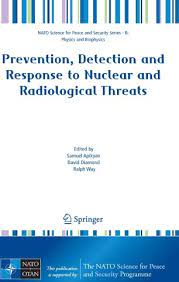 NATO Science for Peace and Security Series - B:
Physics and Biophysics
Prevention, Detection and
Response to Nuclear and
Radiological Threats
Edited by
Samuel Apikyan
David Diamond
Ralph Way
Springer
NATO
OTAN
This publication
is supported by:
The NATO Science for Peace
and Security Programme